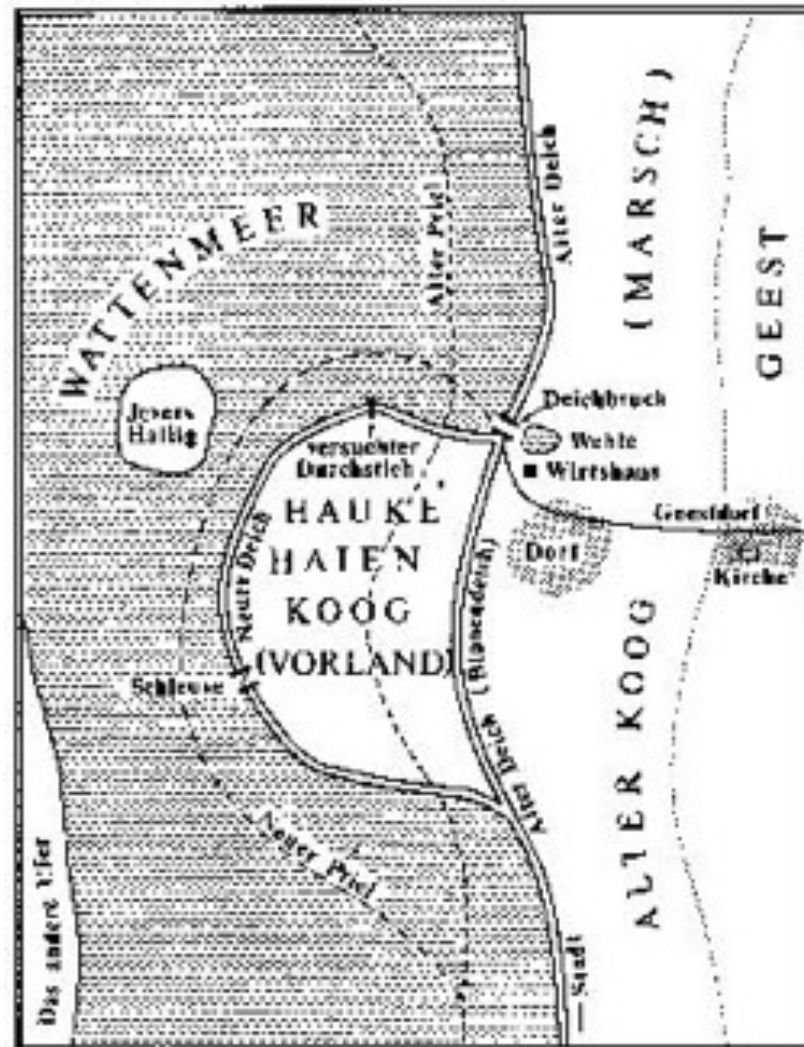 WATTENMEER
Alter Priel
Alter Deich
(MARSCH)
GEEST
Jevers
Hallig
Deichbruch
Wehle
Wirtshaus
versuchter
Durchstich
HAUKE
HAIEN
KOOG
(VORLAND)
Neuer Deich
Alter Deich (Binnendeich)
Dorf
Geestdorf
Kirche
Schleuse
Neuer Priel
ALTER KOOG
Das andere Ufer
Stadt